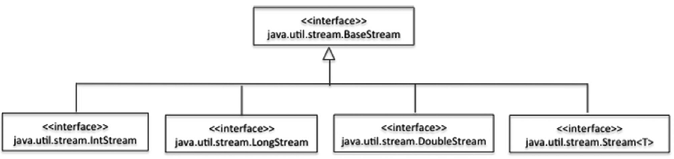 <<interface>>
java.util.stream.BaseStream
<<interface>>
java.util.stream.IntStream
<<interface>>
java.util.stream.LongStream
<<interface>>
java.util.stream.DoubleStream
<<interface>>
java.util.stream.Stream<T>